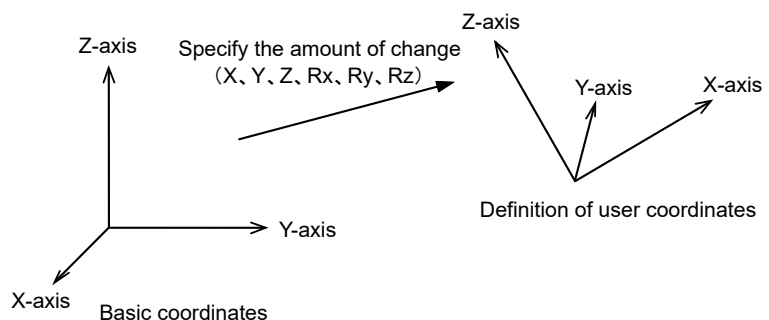 Z-axis
Specify the amount of change
（X、Y、Z、Rx、Ry、Rz）
Z-axis
Y-axis
X-axis
Definition of user coordinates
Y-axis
X-axis
Basic coordinates